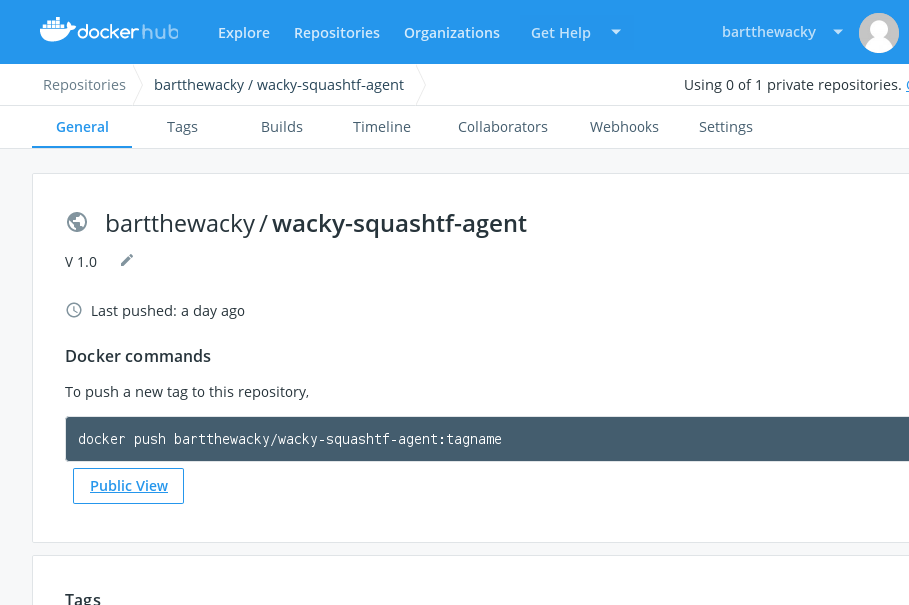 docker hub Explore Repositories Organizations Get Help bartthewacky
Repositories bartthewacky / wacky-squashtf-agent Using 0 of 1 private repositories.
General Tags Builds Timeline Collaborators Webhooks Settings
bartthewacky / wacky-squashtf-agent
V 1.0
Last pushed: a day ago
Docker commands
To push a new tag to this repository,
docker push bartthewacky/wacky-squashtf-agent:tagname
Public View
Tags